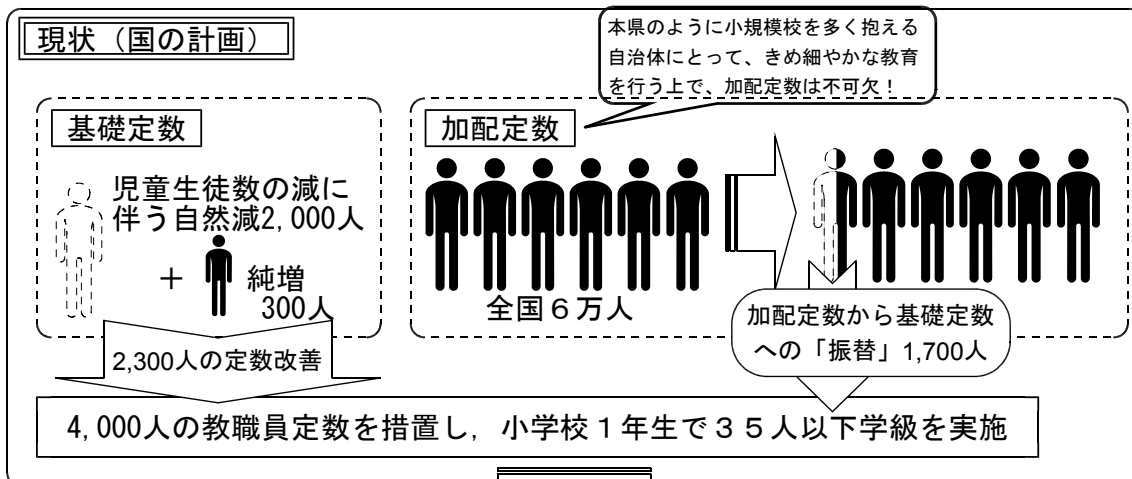 現状（国の計画）
本県のように小規模校を多く抱える
自治体にとって、きめ細やかな教育
を行う上で、加配定数は不可欠！
基礎定数
児童生徒数の減に
伴う自然減2,000人
＋ 純増
300人
2,300人の定数改善
加配定数
全国６万人
加配定数から基礎定数
への「振替」1,700人
4,000人の教職員定数を措置し，小学校１年生で３５人以下学級を実施